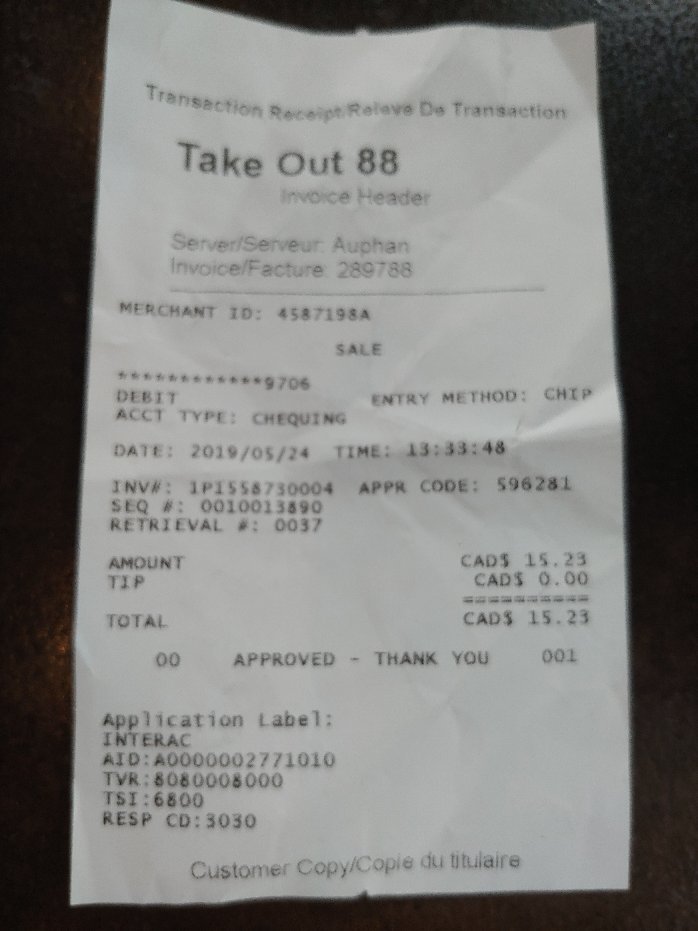 Transaction Receipt/Releve De Transaction
Take Out 88
Invoice Header
Server/Serveur: Auphan
Invoice/Facture: 289788
MERCHANT ID: 4587198A
SALE
************9706
DEBIT ENTRY METHOD: CHIP
ACCT TYPE: CHEQUING
DATE: 2019/05/24 TIME: 13:33:48
INV#: 1P1558730004 APPR CODE: 596281
SEQ #: 0010013890
RETRIEVAL #: 0037
AMOUNT CAD$ 15.23
TIP CAD$ 0.00
==========
TOTAL CAD$ 15.23
00 APPROVED - THANK YOU 001
Application Label:
INTERAC
AID:A0000002771010
TVR:8080008000
TSI:6800
RESP CD:3030
Customer Copy/Copie du titulaire